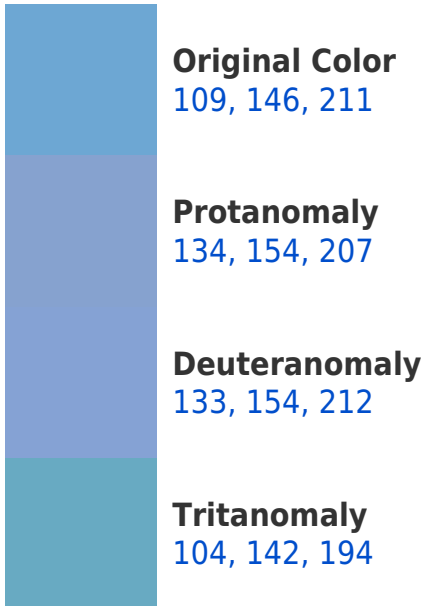 Original Color
109, 146, 211
Protanomaly
134, 154, 207
Deuteranomaly
133, 154, 212
Tritanomaly
104, 142, 194